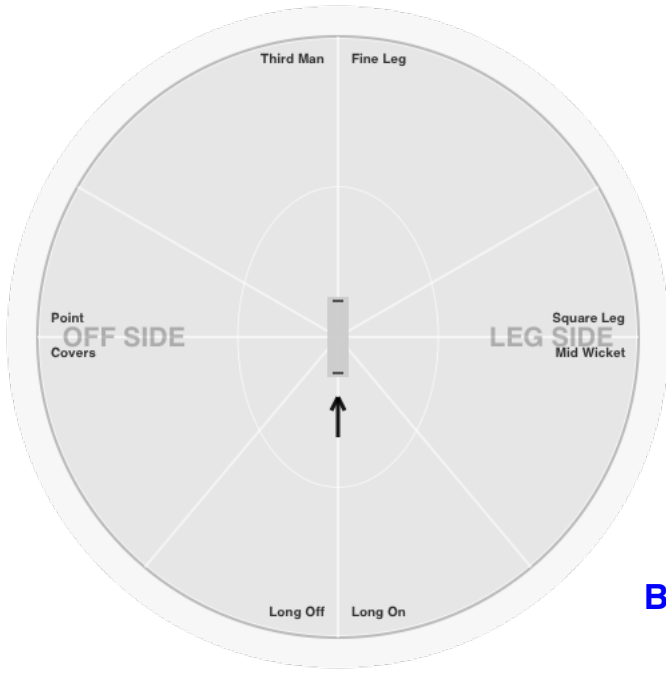 Third Man Fine Leg
Point Square Leg
OFF SIDE LEG SIDE
Covers Mid Wicket
B
Long Off Long On